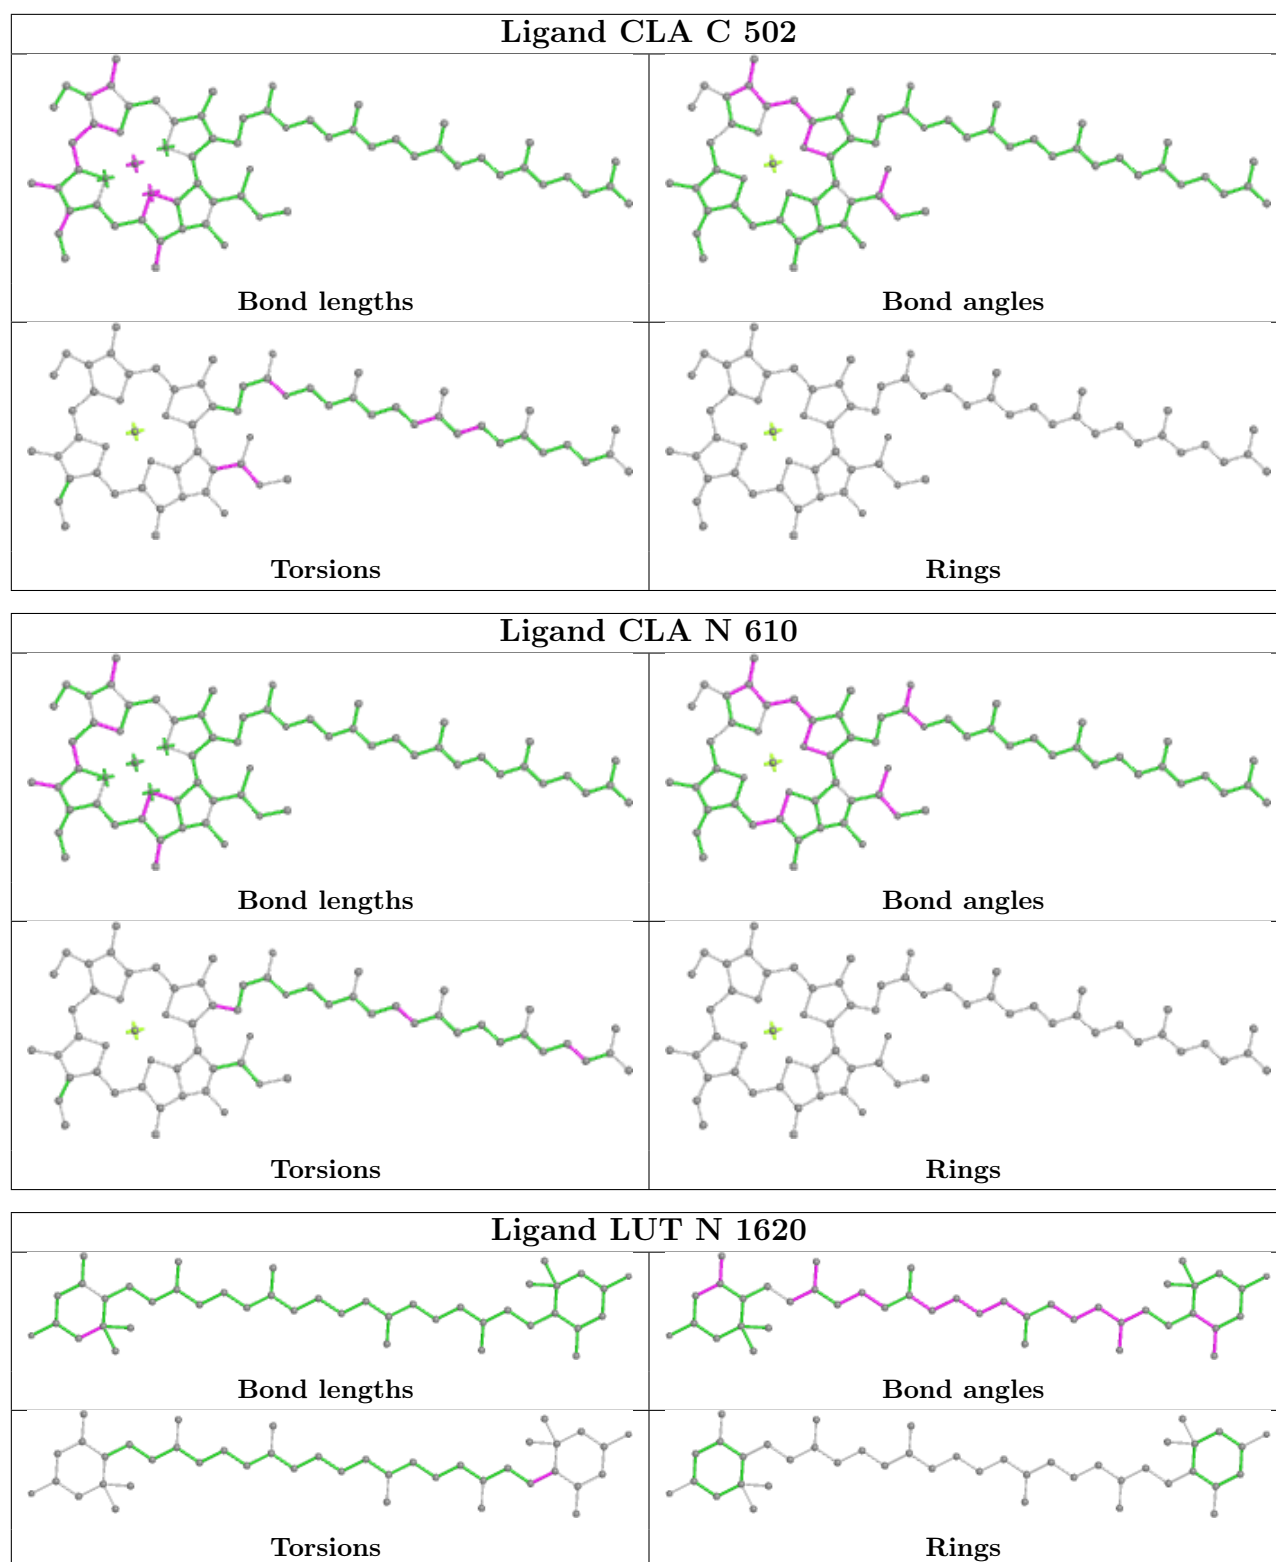 Ligand CLA C 502
Bond lengths
Bond angles
Torsions
Rings
Ligand CLA N 610
Bond lengths
Bond angles
Torsions
Rings
Ligand LUT N 1620
Bond lengths
Bond angles
Torsions
Rings